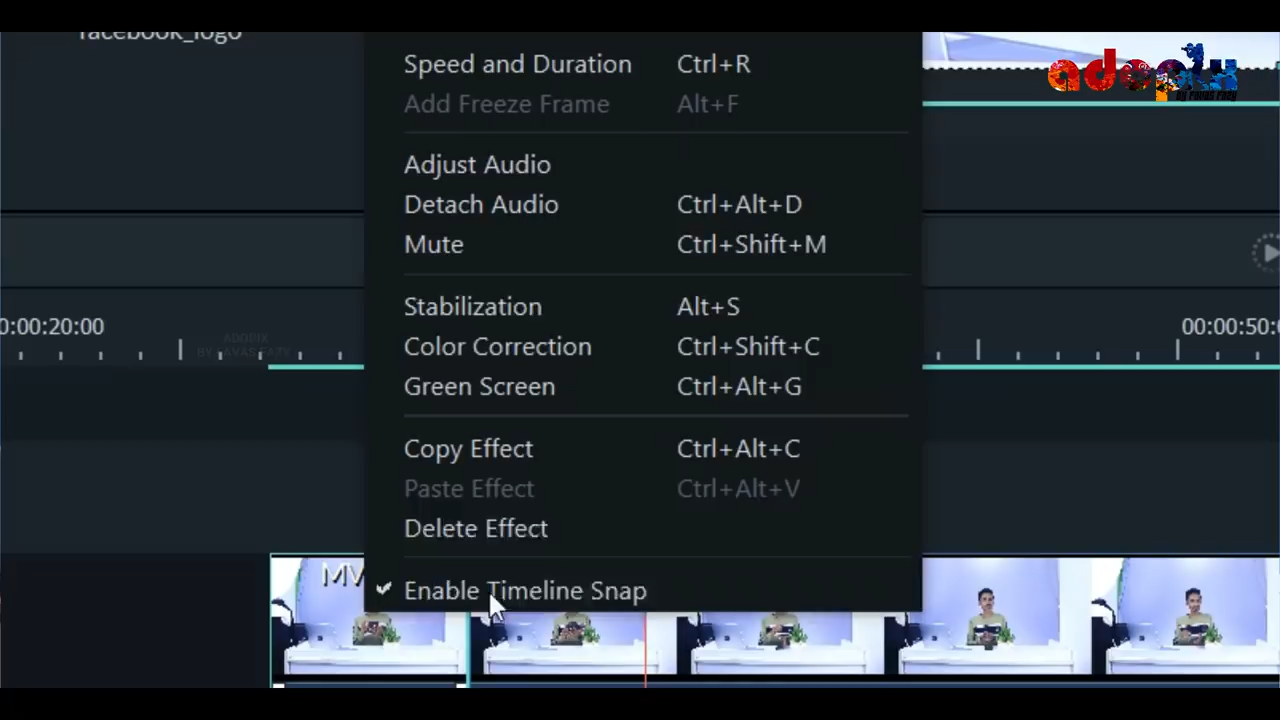 facebook_logo
Speed and Duration Ctrl+R
Add Freeze Frame Alt+F
Adjust Audio
Detach Audio Ctrl+Alt+D
Mute Ctrl+Shift+M
Stabilization Alt+S
0:00:20:00
00:00:50:0
Color Correction Ctrl+Shift+C
Green Screen Ctrl+Alt+G
Copy Effect Ctrl+Alt+C
Paste Effect Ctrl+Alt+V
Delete Effect
MV
Enable Timeline Snap